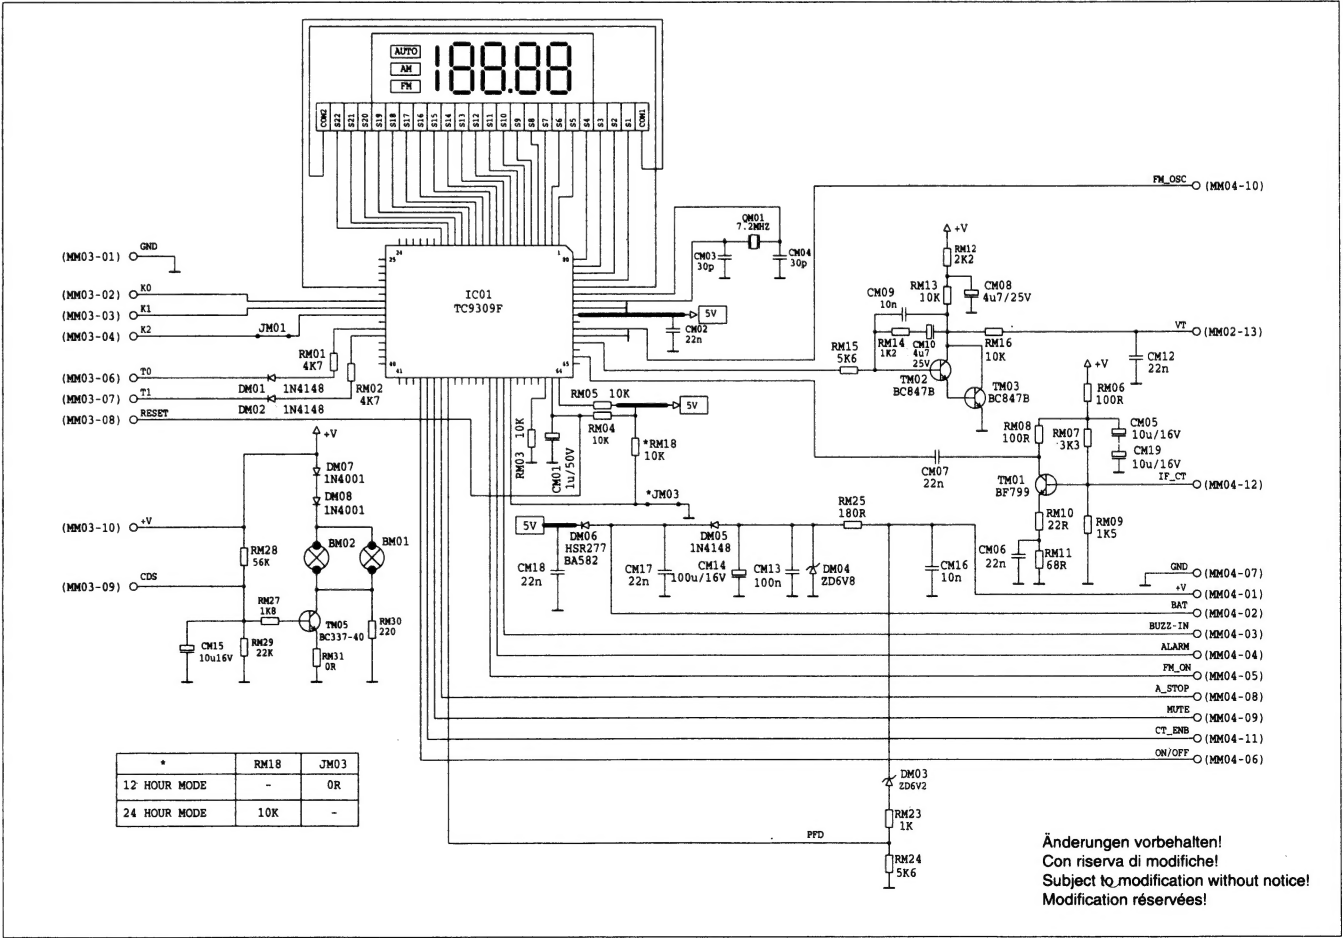 AUTO
AM
FM
188.88
COM2 S22 S21 S20 S19 S18 S17 S16 S15 S14 S13 S12 S11 S10 S9 S8 S7 S6 S5 S4 S3 S2 S1 COM1
FM_OSC (MM04-10)
QM01
7.2MHZ
CM03
30p
CM04
30p
(MM03-01) GND
(MM03-02) K0
(MM03-03) K1
(MM03-04) K2
JM01
(MM03-06) T0
(MM03-07) T1
(MM03-08) RESET
RM01
4K7
DM01 1N4148
DM02 1N4148
RM02
4K7
24
25
1
80
IC01
TC9309F
40
41
65
64
5V
CM02
22n
+V
RM12
2K2
RM13
10K
CM08
4u7/25V
CM09
10n
RM14
1K2
CM10
4u7
25V
RM15
5K6
TM02
BC847B
TM03
BC847B
RM16
10K
VT (MM02-13)
CM12
22n
+V
RM06
100R
RM08
100R
RM07
3K3
CM05
10u/16V
CM19
10u/16V
CM07
22n
TM01
BF799
IF_CT (MM04-12)
RM10
22R
RM09
1K5
CM06
22n
RM11
68R
RM05 10K
5V
RM04
10K
RM03 10K
CM01
1u/50V
*RM18
10K
*JM03
+V
DM07
1N4001
DM08
1N4001
BM02
BM01
(MM03-10) +V
RM28
56K
(MM03-09) CDS
RM27
1K8
TM05
BC337-40
RM30
220
CM15
10u16V
RM29
22K
RM31
0R
5V
DM06
HSR277
BA582
DM05
1N4148
RM25
180R
CM18
22n
CM17
22n
CM14
100u/16V
CM13
100n
DM04
ZD6V8
CM16
10n
GND (MM04-07)
+V (MM04-01)
BAT (MM04-02)
BUZZ-IN (MM04-03)
ALARM (MM04-04)
FM_ON (MM04-05)
A_STOP (MM04-08)
MUTE (MM04-09)
CT_ENB (MM04-11)
ON/OFF (MM04-06)
DM03
ZD6V2
RM23
1K
PFD
RM24
5K6
* RM18 JM03
12 HOUR MODE - 0R
24 HOUR MODE 10K -
Änderungen vorbehalten!
Con riserva di modifiche!
Subject to modification without notice!
Modification réservées!